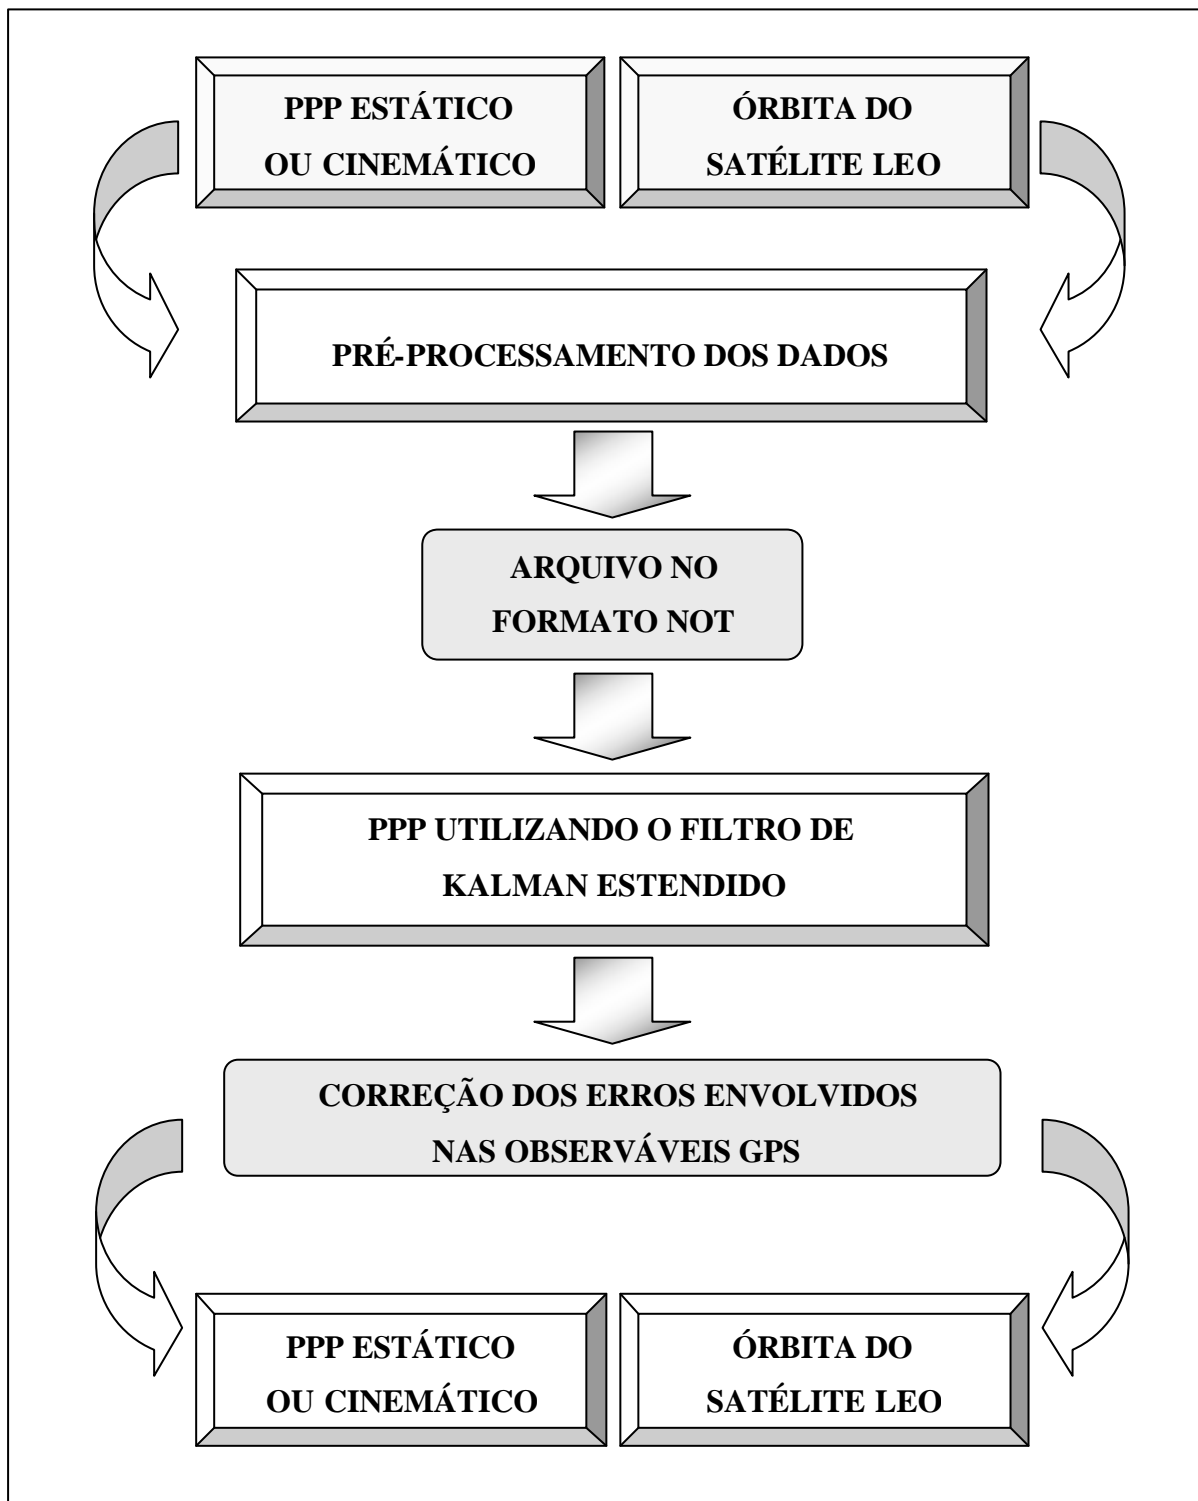 PPP ESTÁTICO
OU CINEMÁTICO
ÓRBITA DO
SATÉLITE LEO
PRÉ-PROCESSAMENTO DOS DADOS
ARQUIVO NO
FORMATO NOT
PPP UTILIZANDO O FILTRO DE
KALMAN ESTENDIDO
CORREÇÃO DOS ERROS ENVOLVIDOS
NAS OBSERVÁVEIS GPS
PPP ESTÁTICO
OU CINEMÁTICO
ÓRBITA DO
SATÉLITE LEO